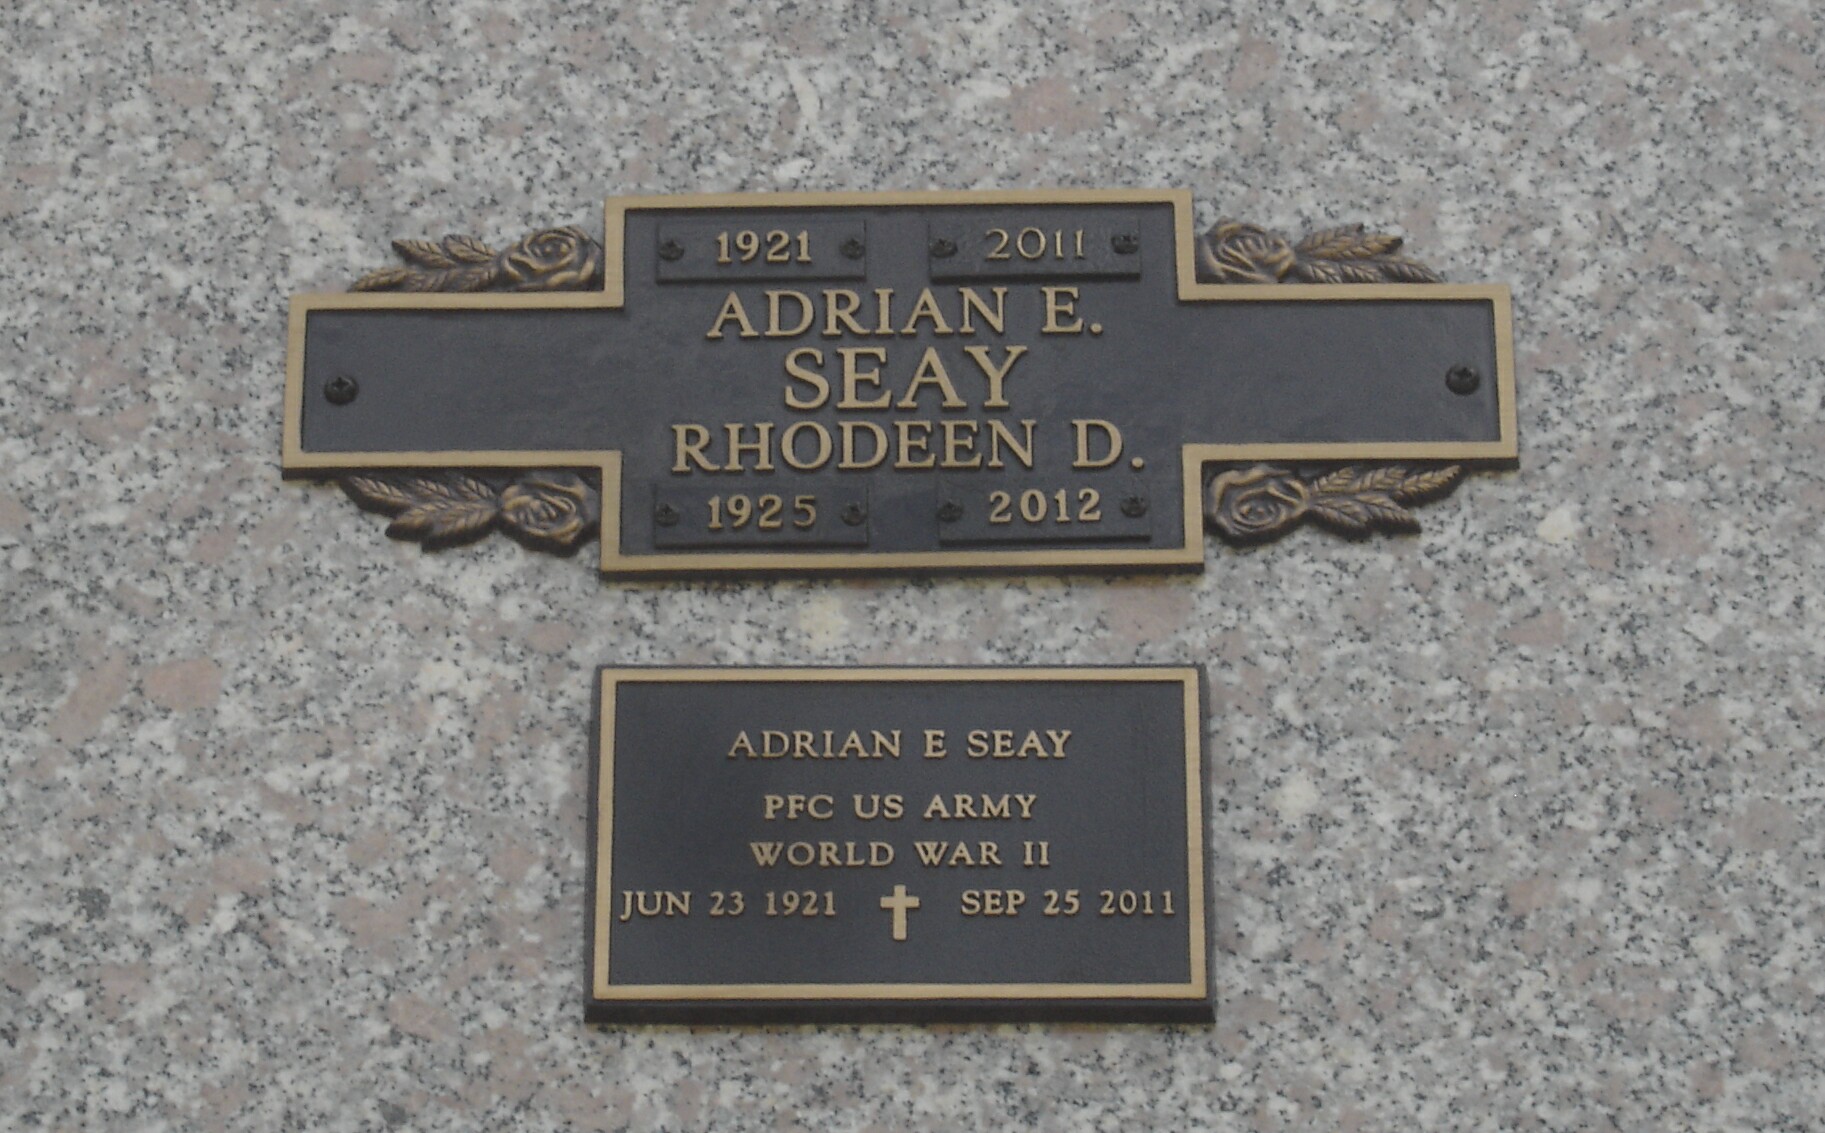 1921 2011
ADRIAN E.
SEAY
RHODEEN D.
1925 2012
ADRIAN E SEAY
PFC US ARMY
WORLD WAR II
JUN 23 1921 SEP 25 2011